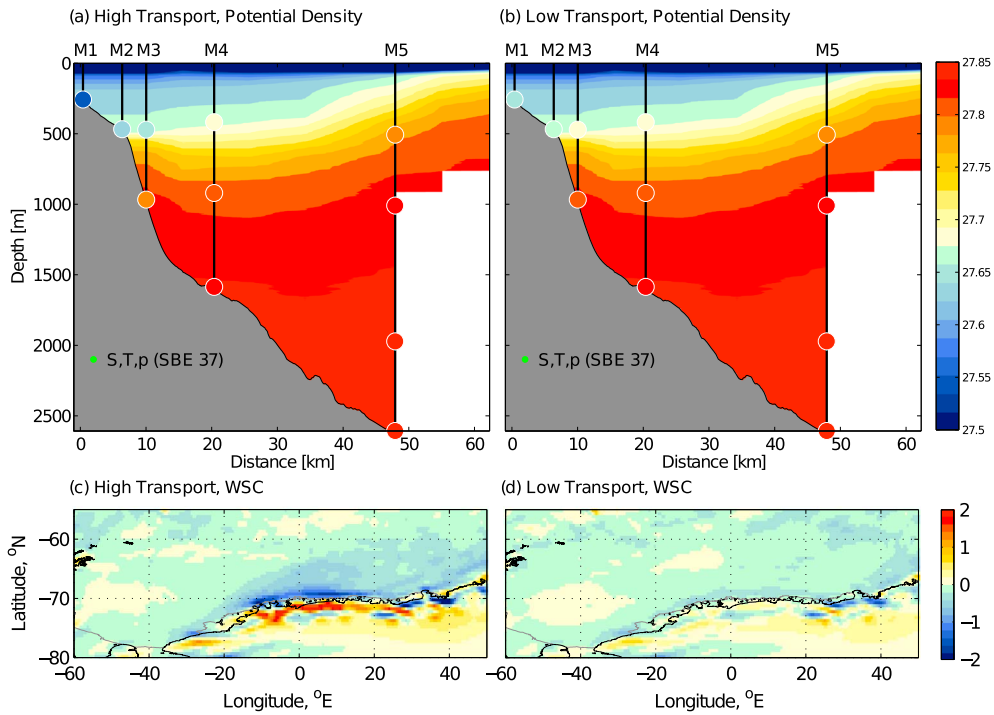 (a) High Transport, Potential Density
(b) Low Transport, Potential Density
M1 M2 M3 M4 M5
M1 M2 M3 M4 M5
0
500
1000
1500
2000
2500
Depth [m]
S,T,p (SBE 37)
S,T,p (SBE 37)
0 10 20 30 40 50 60
Distance [km]
0 10 20 30 40 50 60
Distance [km]
27.85
27.8
27.75
27.7
27.65
27.6
27.55
27.5
(c) High Transport, WSC
(d) Low Transport, WSC
−60
−70
−80
Latitude, °N
−60 −40 −20 0 20 40
Longitude, °E
−60 −40 −20 0 20 40
Longitude, °E
2
1
0
−1
−2